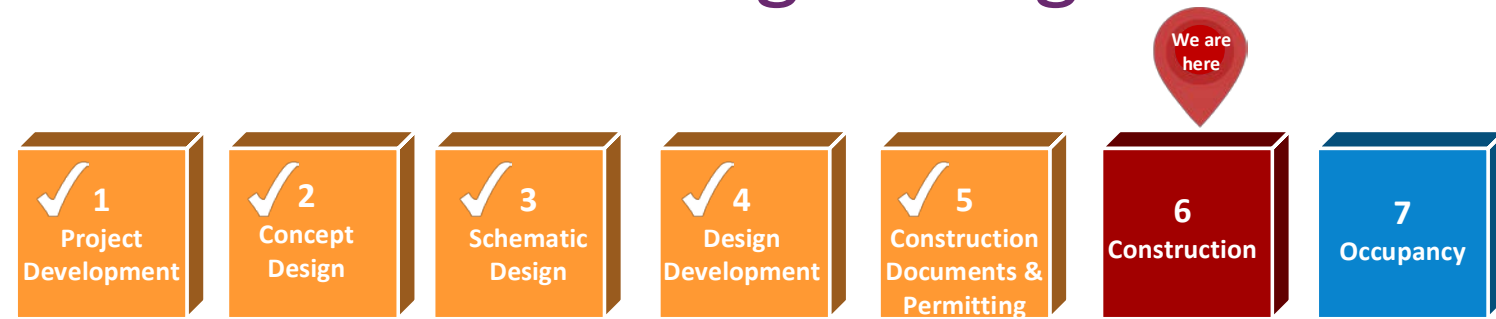 We are
here
1
Project
Development
2
Concept
Design
3
Schematic
Design
4
Design
Development
5
Construction
Documents &
Permitting
6
Construction
7
Occupancy